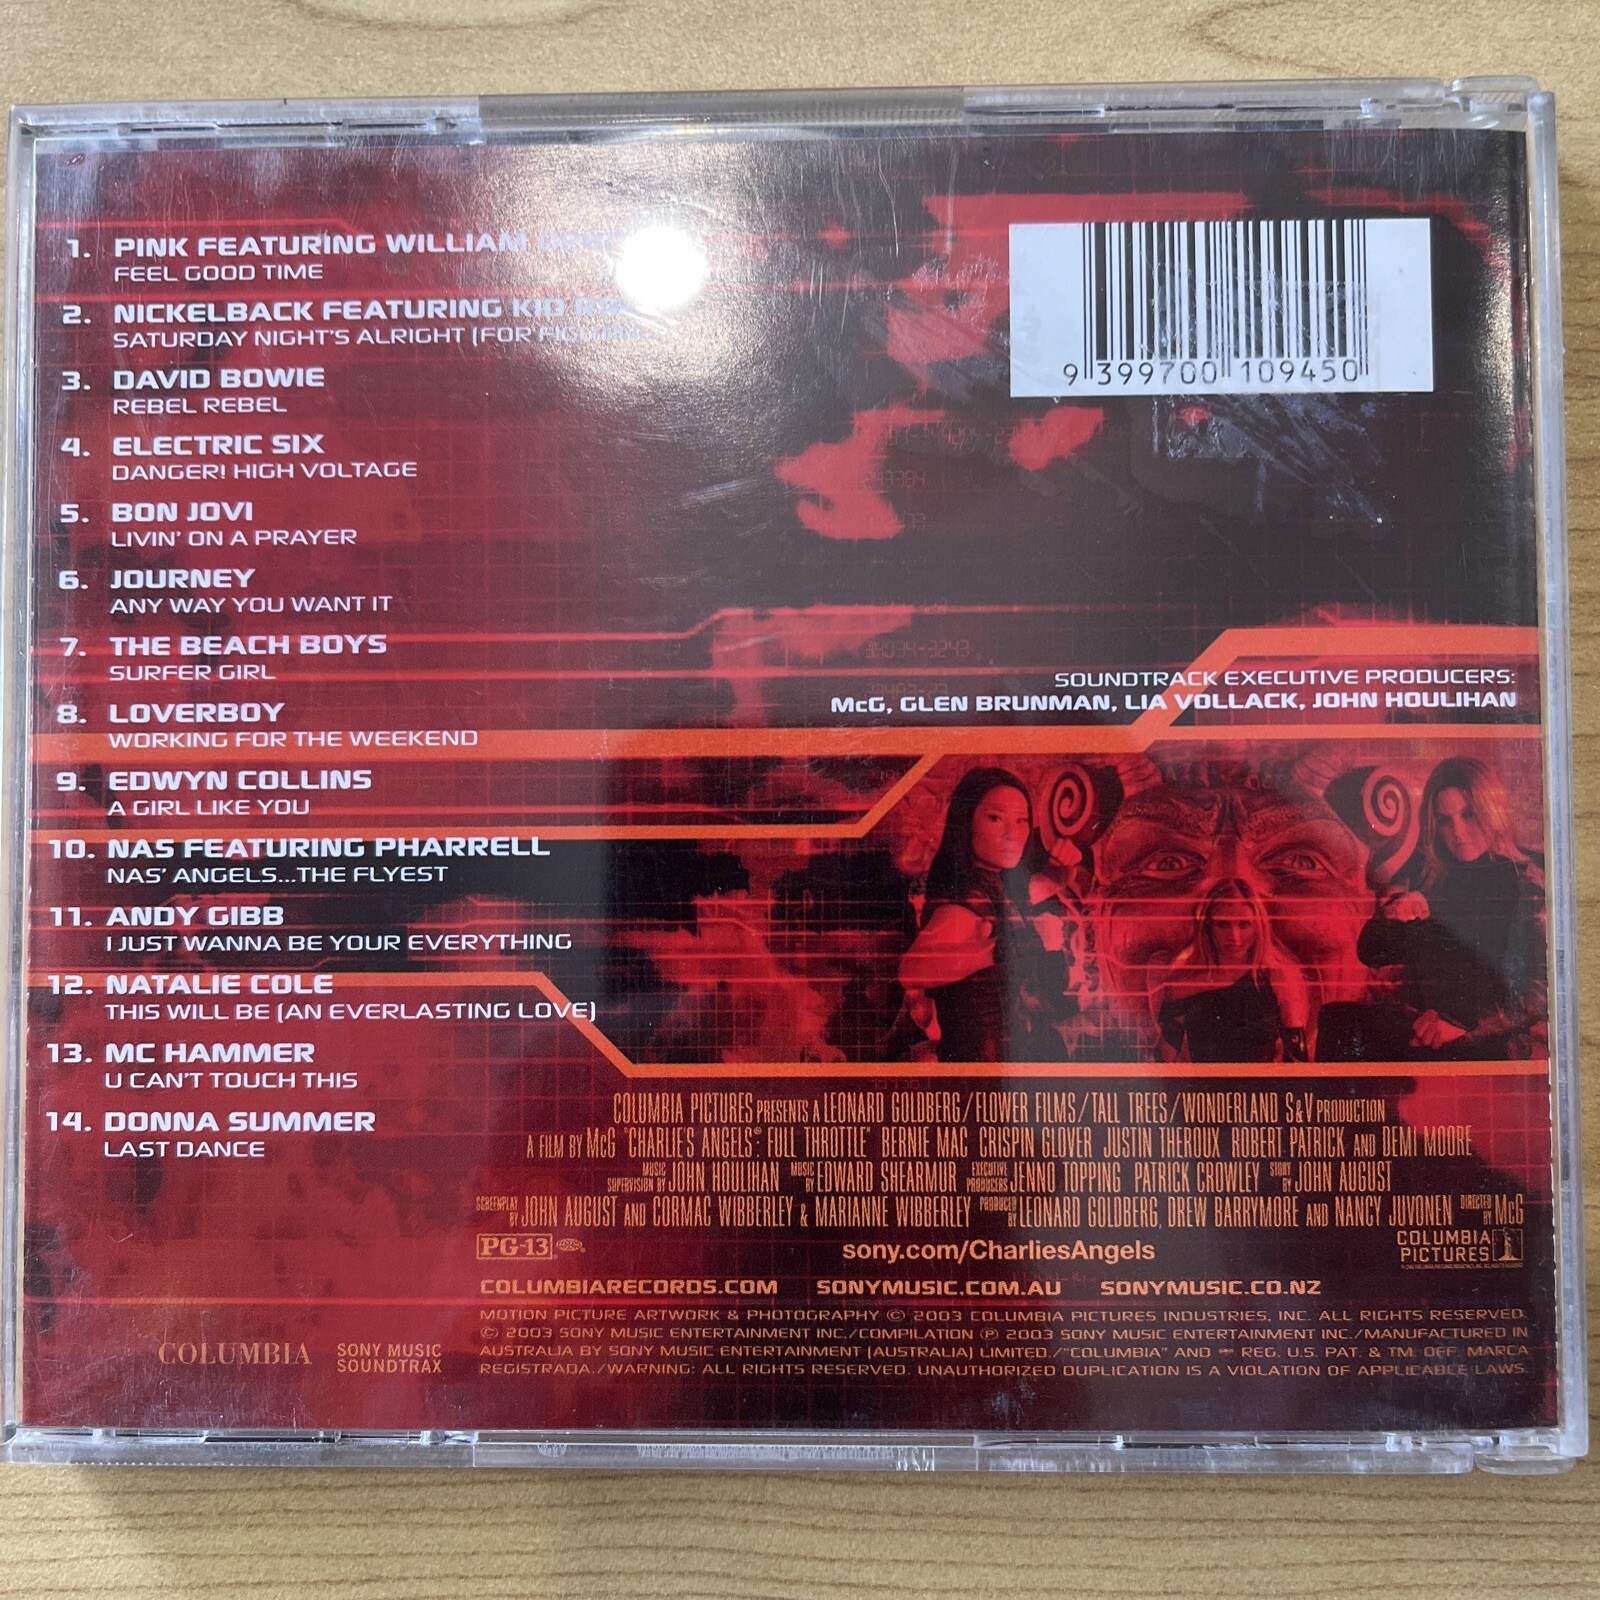 1. PINK FEATURING WILLIAM
FEEL GOOD TIME
2. NICKELBACK FEATURING KID
SATURDAY NIGHT'S ALRIGHT (FOR
3. DAVID BOWIE
REBEL REBEL
4. ELECTRIC SIX
DANGER! HIGH VOLTAGE
5. BON JOVI
LIVIN' ON A PRAYER
6. JOURNEY
ANY WAY YOU WANT IT
7. THE BEACH BOYS
SURFER GIRL
8. LOVERBOY
WORKING FOR THE WEEKEND
9. EDWYN COLLINS
A GIRL LIKE YOU
10. NAS FEATURING PHARRELL
NAS' ANGELS...THE FLYEST
11. ANDY GIBB
I JUST WANNA BE YOUR EVERYTHING
12. NATALIE COLE
THIS WILL BE (AN EVERLASTING LOVE)
13. MC HAMMER
U CAN'T TOUCH THIS
14. DONNA SUMMER
LAST DANCE
9 399700 109450
34034-3243
SOUNDTRACK EXECUTIVE PRODUCERS:
McG, GLEN BRUNMAN, LIA VOLLACK, JOHN HOULIHAN
COLUMBIA PICTURES PRESENTS A LEONARD GOLDBERG/FLOWER FILMS/TALL TREES/WONDERLAND S&V PRODUCTION
A FILM BY McG "CHARLIE'S ANGELS®: FULL THROTTLE" BERNIE MAC CRISPIN GLOVER JUSTIN THEROUX ROBERT PATRICK AND DEMI MOORE
MUSIC SUPERVISION BY JOHN HOULIHAN MUSIC BY EDWARD SHEARMUR EXECUTIVE PRODUCERS JENNO TOPPING PATRICK CROWLEY STORY BY JOHN AUGUST
SCREENPLAY BY JOHN AUGUST AND CORMAC WIBBERLEY & MARIANNE WIBBERLEY PRODUCED BY LEONARD GOLDBERG, DREW BARRYMORE AND NANCY JUVONEN DIRECTED BY McG
PG-13
sony.com/CharliesAngels
COLUMBIA
PICTURES
COLUMBIARECORDS.COM SONYMUSIC.COM.AU SONYMUSIC.CO.NZ
MOTION PICTURE ARTWORK & PHOTOGRAPHY © 2003 COLUMBIA PICTURES INDUSTRIES, INC. ALL RIGHTS RESERVED.
© 2003 SONY MUSIC ENTERTAINMENT INC./COMPILATION ℗ 2003 SONY MUSIC ENTERTAINMENT INC./MANUFACTURED IN
AUSTRALIA BY SONY MUSIC ENTERTAINMENT (AUSTRALIA) LIMITED./"COLUMBIA" AND REG. U.S. PAT. & TM. OFF. MARCA
REGISTRADA./WARNING: ALL RIGHTS RESERVED. UNAUTHORIZED DUPLICATION IS A VIOLATION OF APPLICABLE LAWS.
COLUMBIA
SONY MUSIC
SOUNDTRAX